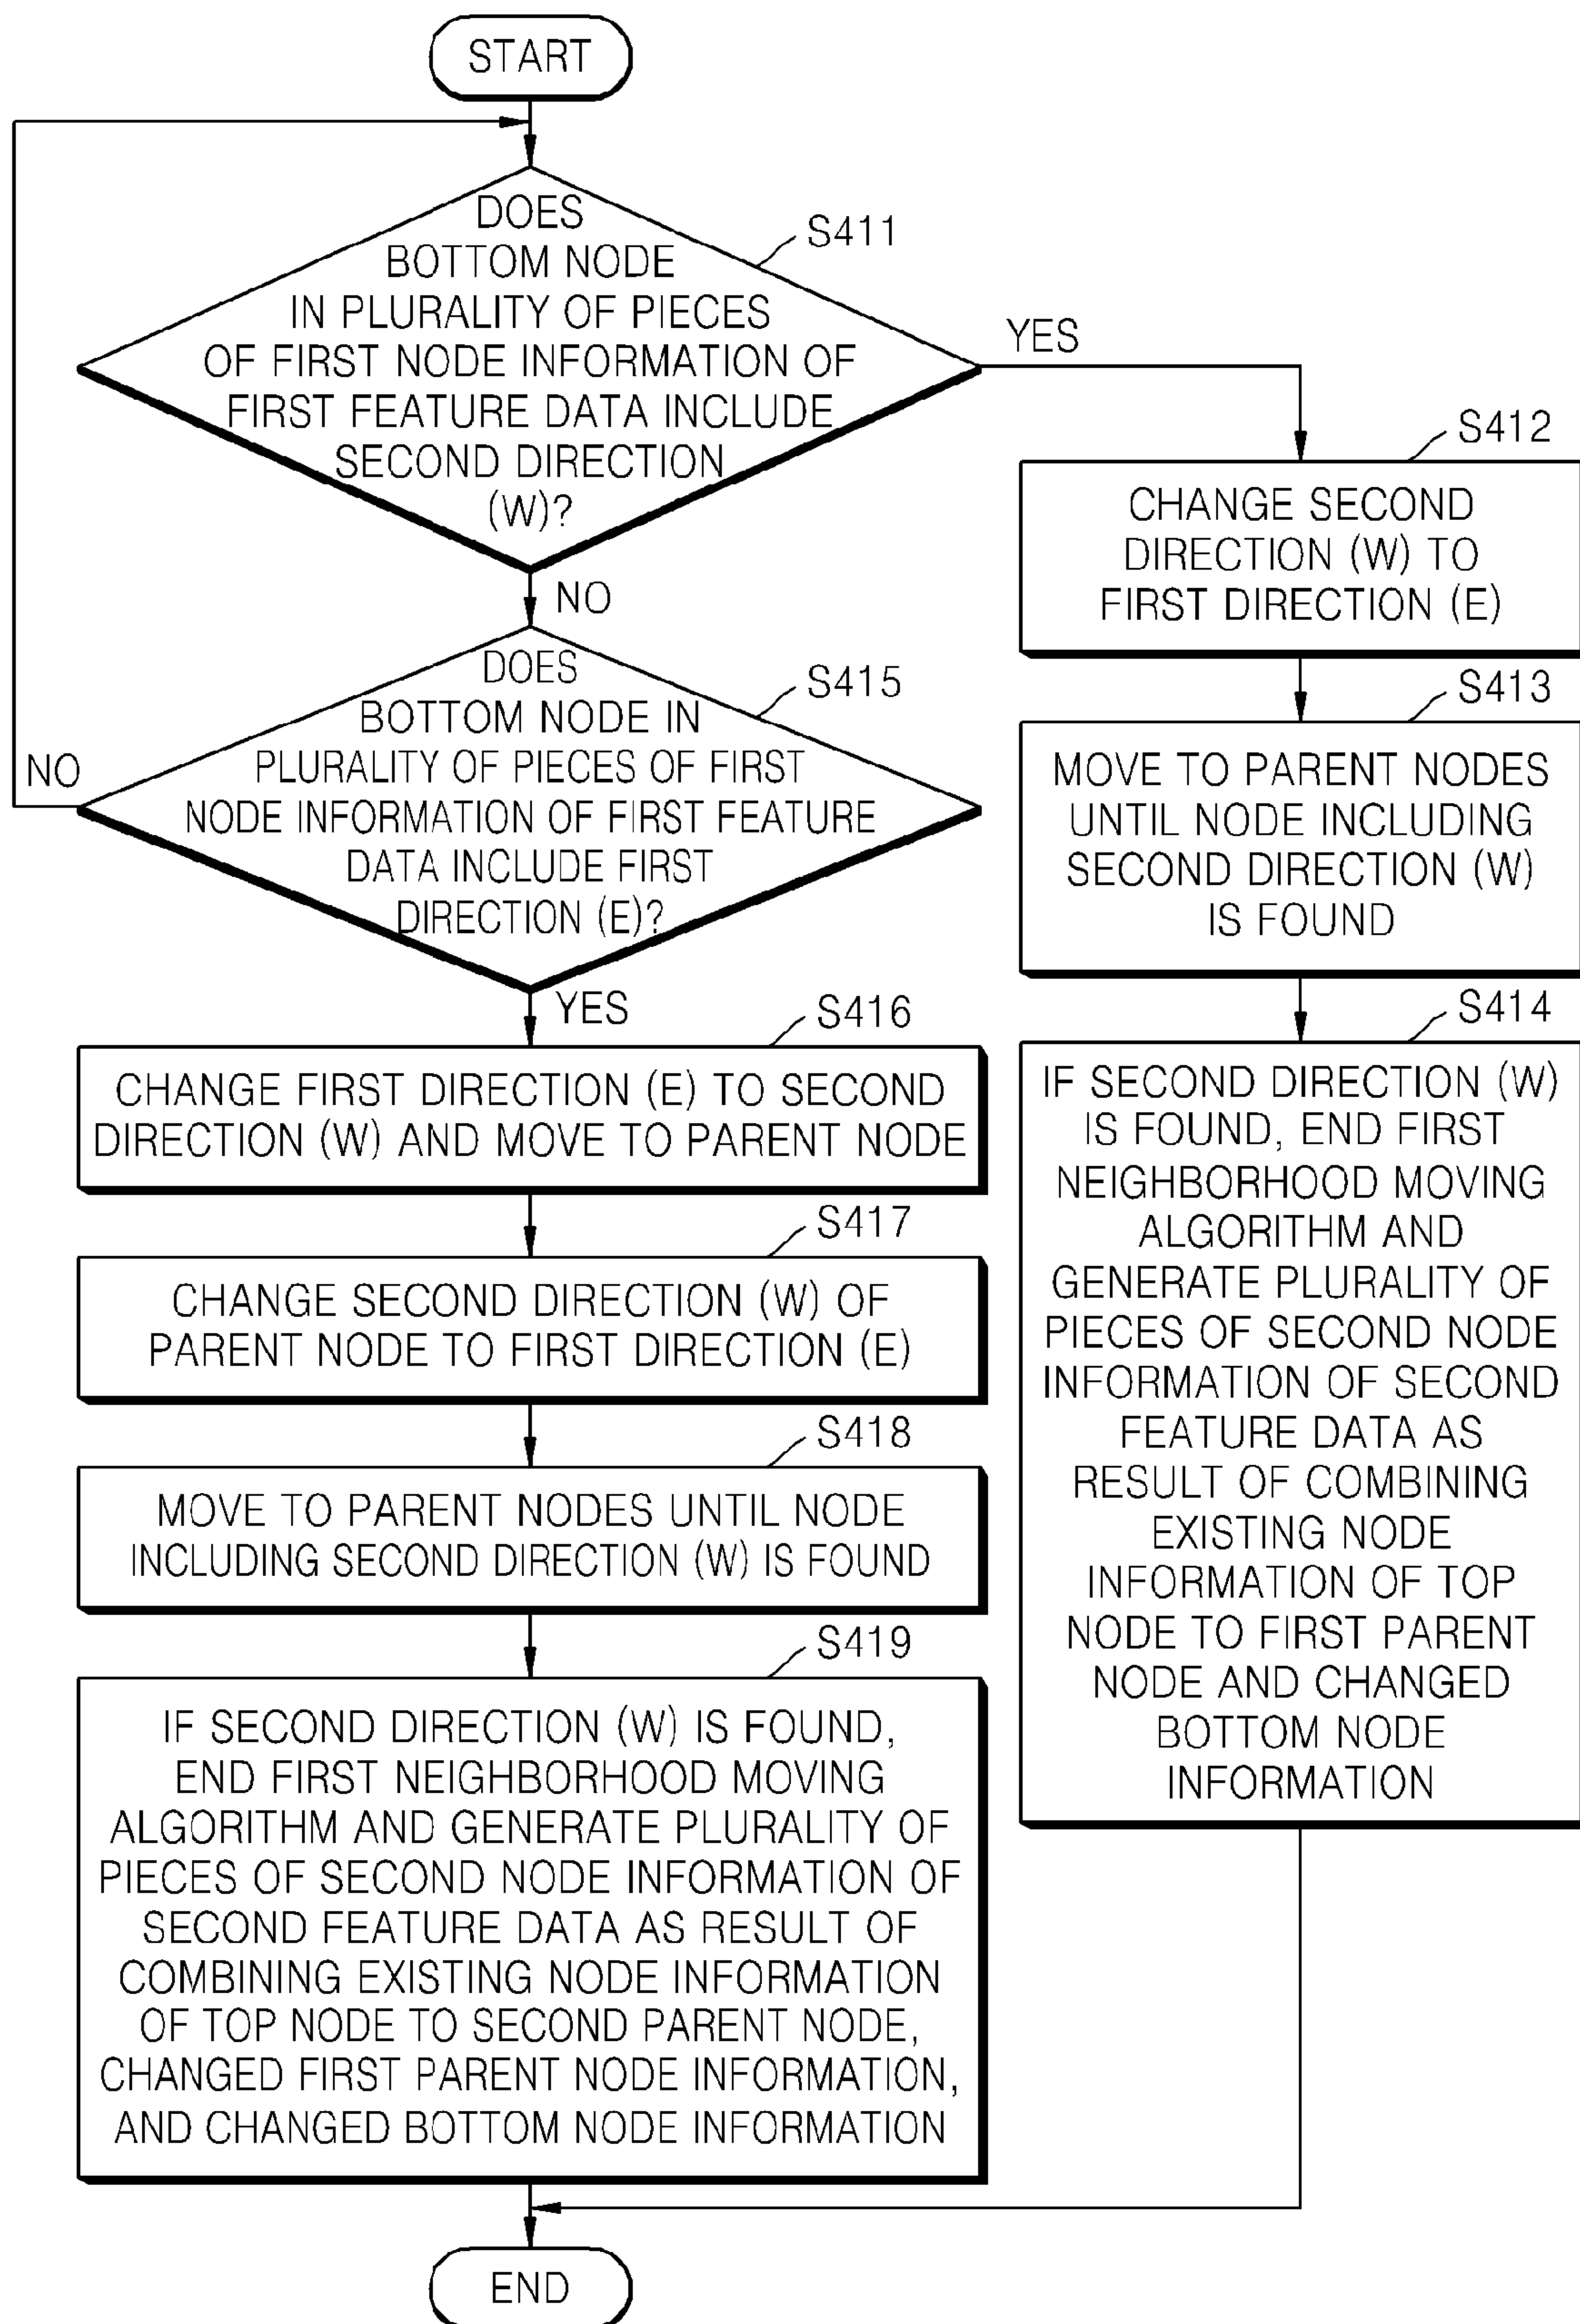 START
DOES
BOTTOM NODE
IN PLURALITY OF PIECES
OF FIRST NODE INFORMATION OF
FIRST FEATURE DATA INCLUDE
SECOND DIRECTION
(W)?
S411
YES
NO
S412
CHANGE SECOND
DIRECTION (W) TO
FIRST DIRECTION (E)
S413
MOVE TO PARENT NODES
UNTIL NODE INCLUDING
SECOND DIRECTION (W)
IS FOUND
S414
IF SECOND DIRECTION (W)
IS FOUND, END FIRST
NEIGHBORHOOD MOVING
ALGORITHM AND
GENERATE PLURALITY OF
PIECES OF SECOND NODE
INFORMATION OF SECOND
FEATURE DATA AS
RESULT OF COMBINING
EXISTING NODE
INFORMATION OF TOP
NODE TO FIRST PARENT
NODE AND CHANGED
BOTTOM NODE
INFORMATION
DOES
BOTTOM NODE IN
PLURALITY OF PIECES OF FIRST
NODE INFORMATION OF FIRST FEATURE
DATA INCLUDE FIRST
DIRECTION (E)?
S415
NO
YES
S416
CHANGE FIRST DIRECTION (E) TO SECOND
DIRECTION (W) AND MOVE TO PARENT NODE
S417
CHANGE SECOND DIRECTION (W) OF
PARENT NODE TO FIRST DIRECTION (E)
S418
MOVE TO PARENT NODES UNTIL NODE
INCLUDING SECOND DIRECTION (W) IS FOUND
S419
IF SECOND DIRECTION (W) IS FOUND,
END FIRST NEIGHBORHOOD MOVING
ALGORITHM AND GENERATE PLURALITY OF
PIECES OF SECOND NODE INFORMATION OF
SECOND FEATURE DATA AS RESULT OF
COMBINING EXISTING NODE INFORMATION
OF TOP NODE TO SECOND PARENT NODE,
CHANGED FIRST PARENT NODE INFORMATION,
AND CHANGED BOTTOM NODE INFORMATION
END